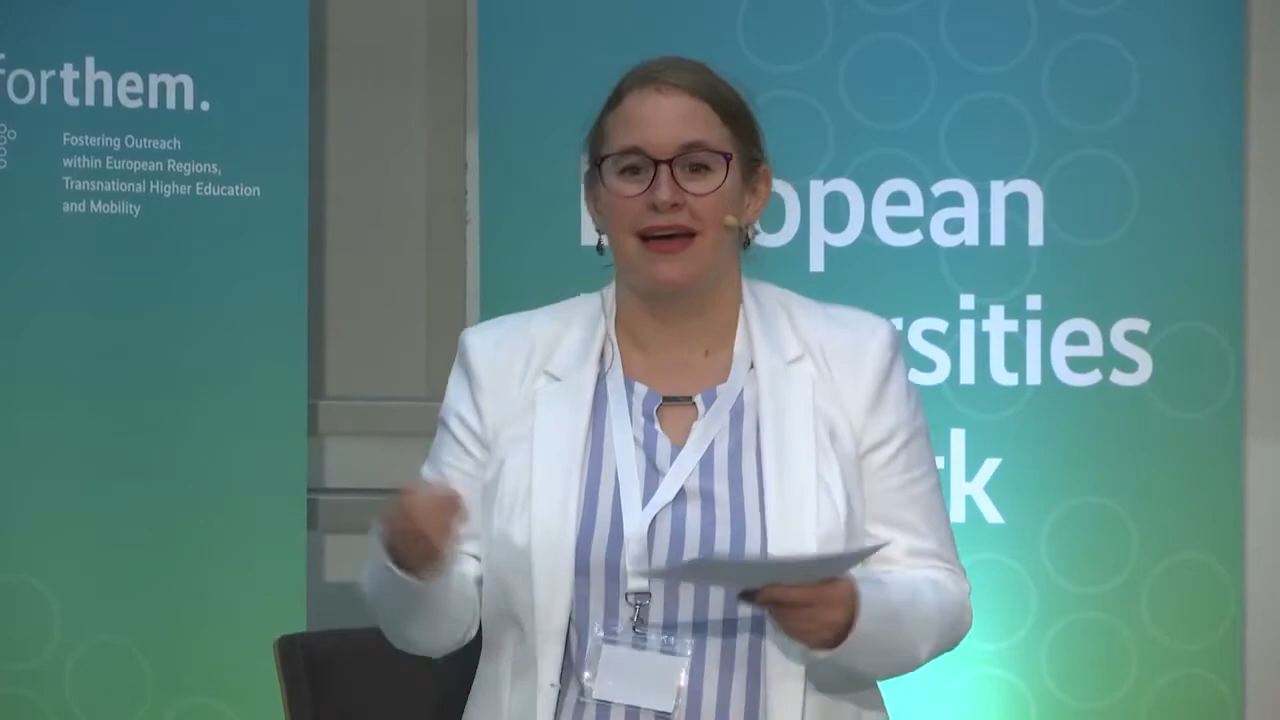 forthem.
Fostering Outreach
within European Regions,
Transnational Higher Education
and Mobility
opean
rsities
rk